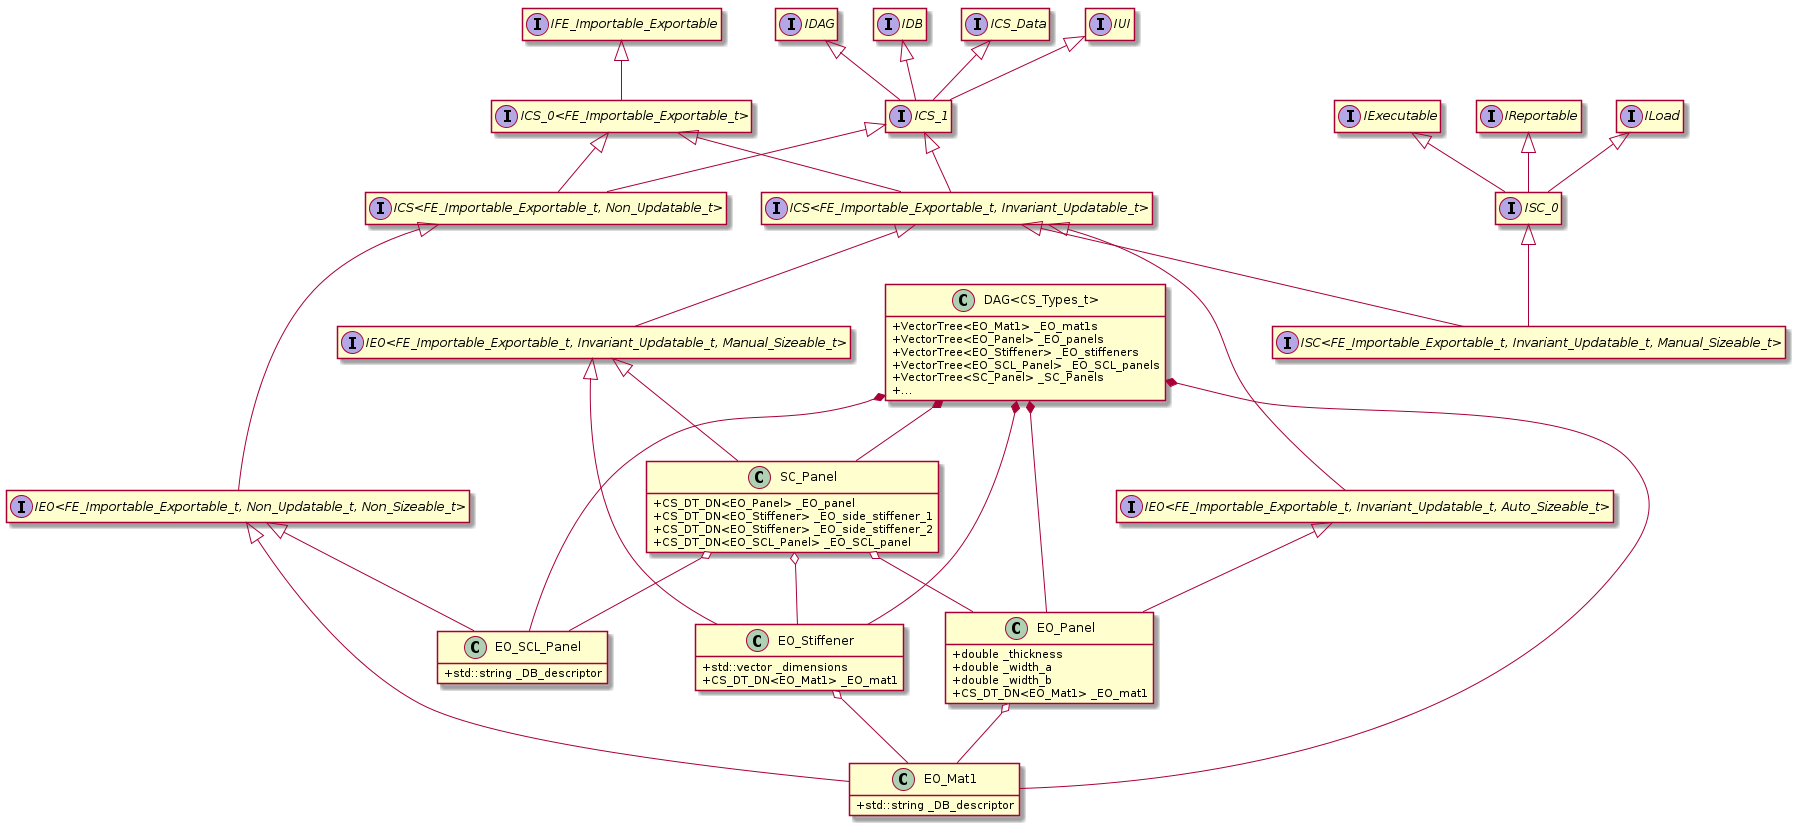 I IFE_Importable_Exportable
I IDAG
I IDB
I ICS_Data
I IUI
I ICS_0<FE_Importable_Exportable_t>
I ICS_1
I IExecutable
I IReportable
I ILoad
I ICS<FE_Importable_Exportable_t, Non_Updatable_t>
I ICS<FE_Importable_Exportable_t, Invariant_Updatable_t>
I ISC_0
C DAG<CS_Types_t>
+VectorTree<EO_Mat1> _EO_mat1s
+VectorTree<EO_Panel> _EO_panels
+VectorTree<EO_Stiffener> _EO_stiffeners
+VectorTree<EO_SCL_Panel> _EO_SCL_panels
+VectorTree<SC_Panel> _SC_Panels
+...
I IEO<FE_Importable_Exportable_t, Invariant_Updatable_t, Manual_Sizeable_t>
I ISC<FE_Importable_Exportable_t, Invariant_Updatable_t, Manual_Sizeable_t>
C SC_Panel
+CS_DT_DN<EO_Panel> _EO_panel
+CS_DT_DN<EO_Stiffener> _EO_side_stiffener_1
+CS_DT_DN<EO_Stiffener> _EO_side_stiffener_2
+CS_DT_DN<EO_SCL_Panel> _EO_SCL_panel
I IEO<FE_Importable_Exportable_t, Non_Updatable_t, Non_Sizeable_t>
I IEO<FE_Importable_Exportable_t, Invariant_Updatable_t, Auto_Sizeable_t>
C EO_SCL_Panel
+std::string _DB_descriptor
C EO_Stiffener
+std::vector _dimensions
+CS_DT_DN<EO_Mat1> _EO_mat1
C EO_Panel
+double _thickness
+double _width_a
+double _width_b
+CS_DT_DN<EO_Mat1> _EO_mat1
C EO_Mat1
+std::string _DB_descriptor